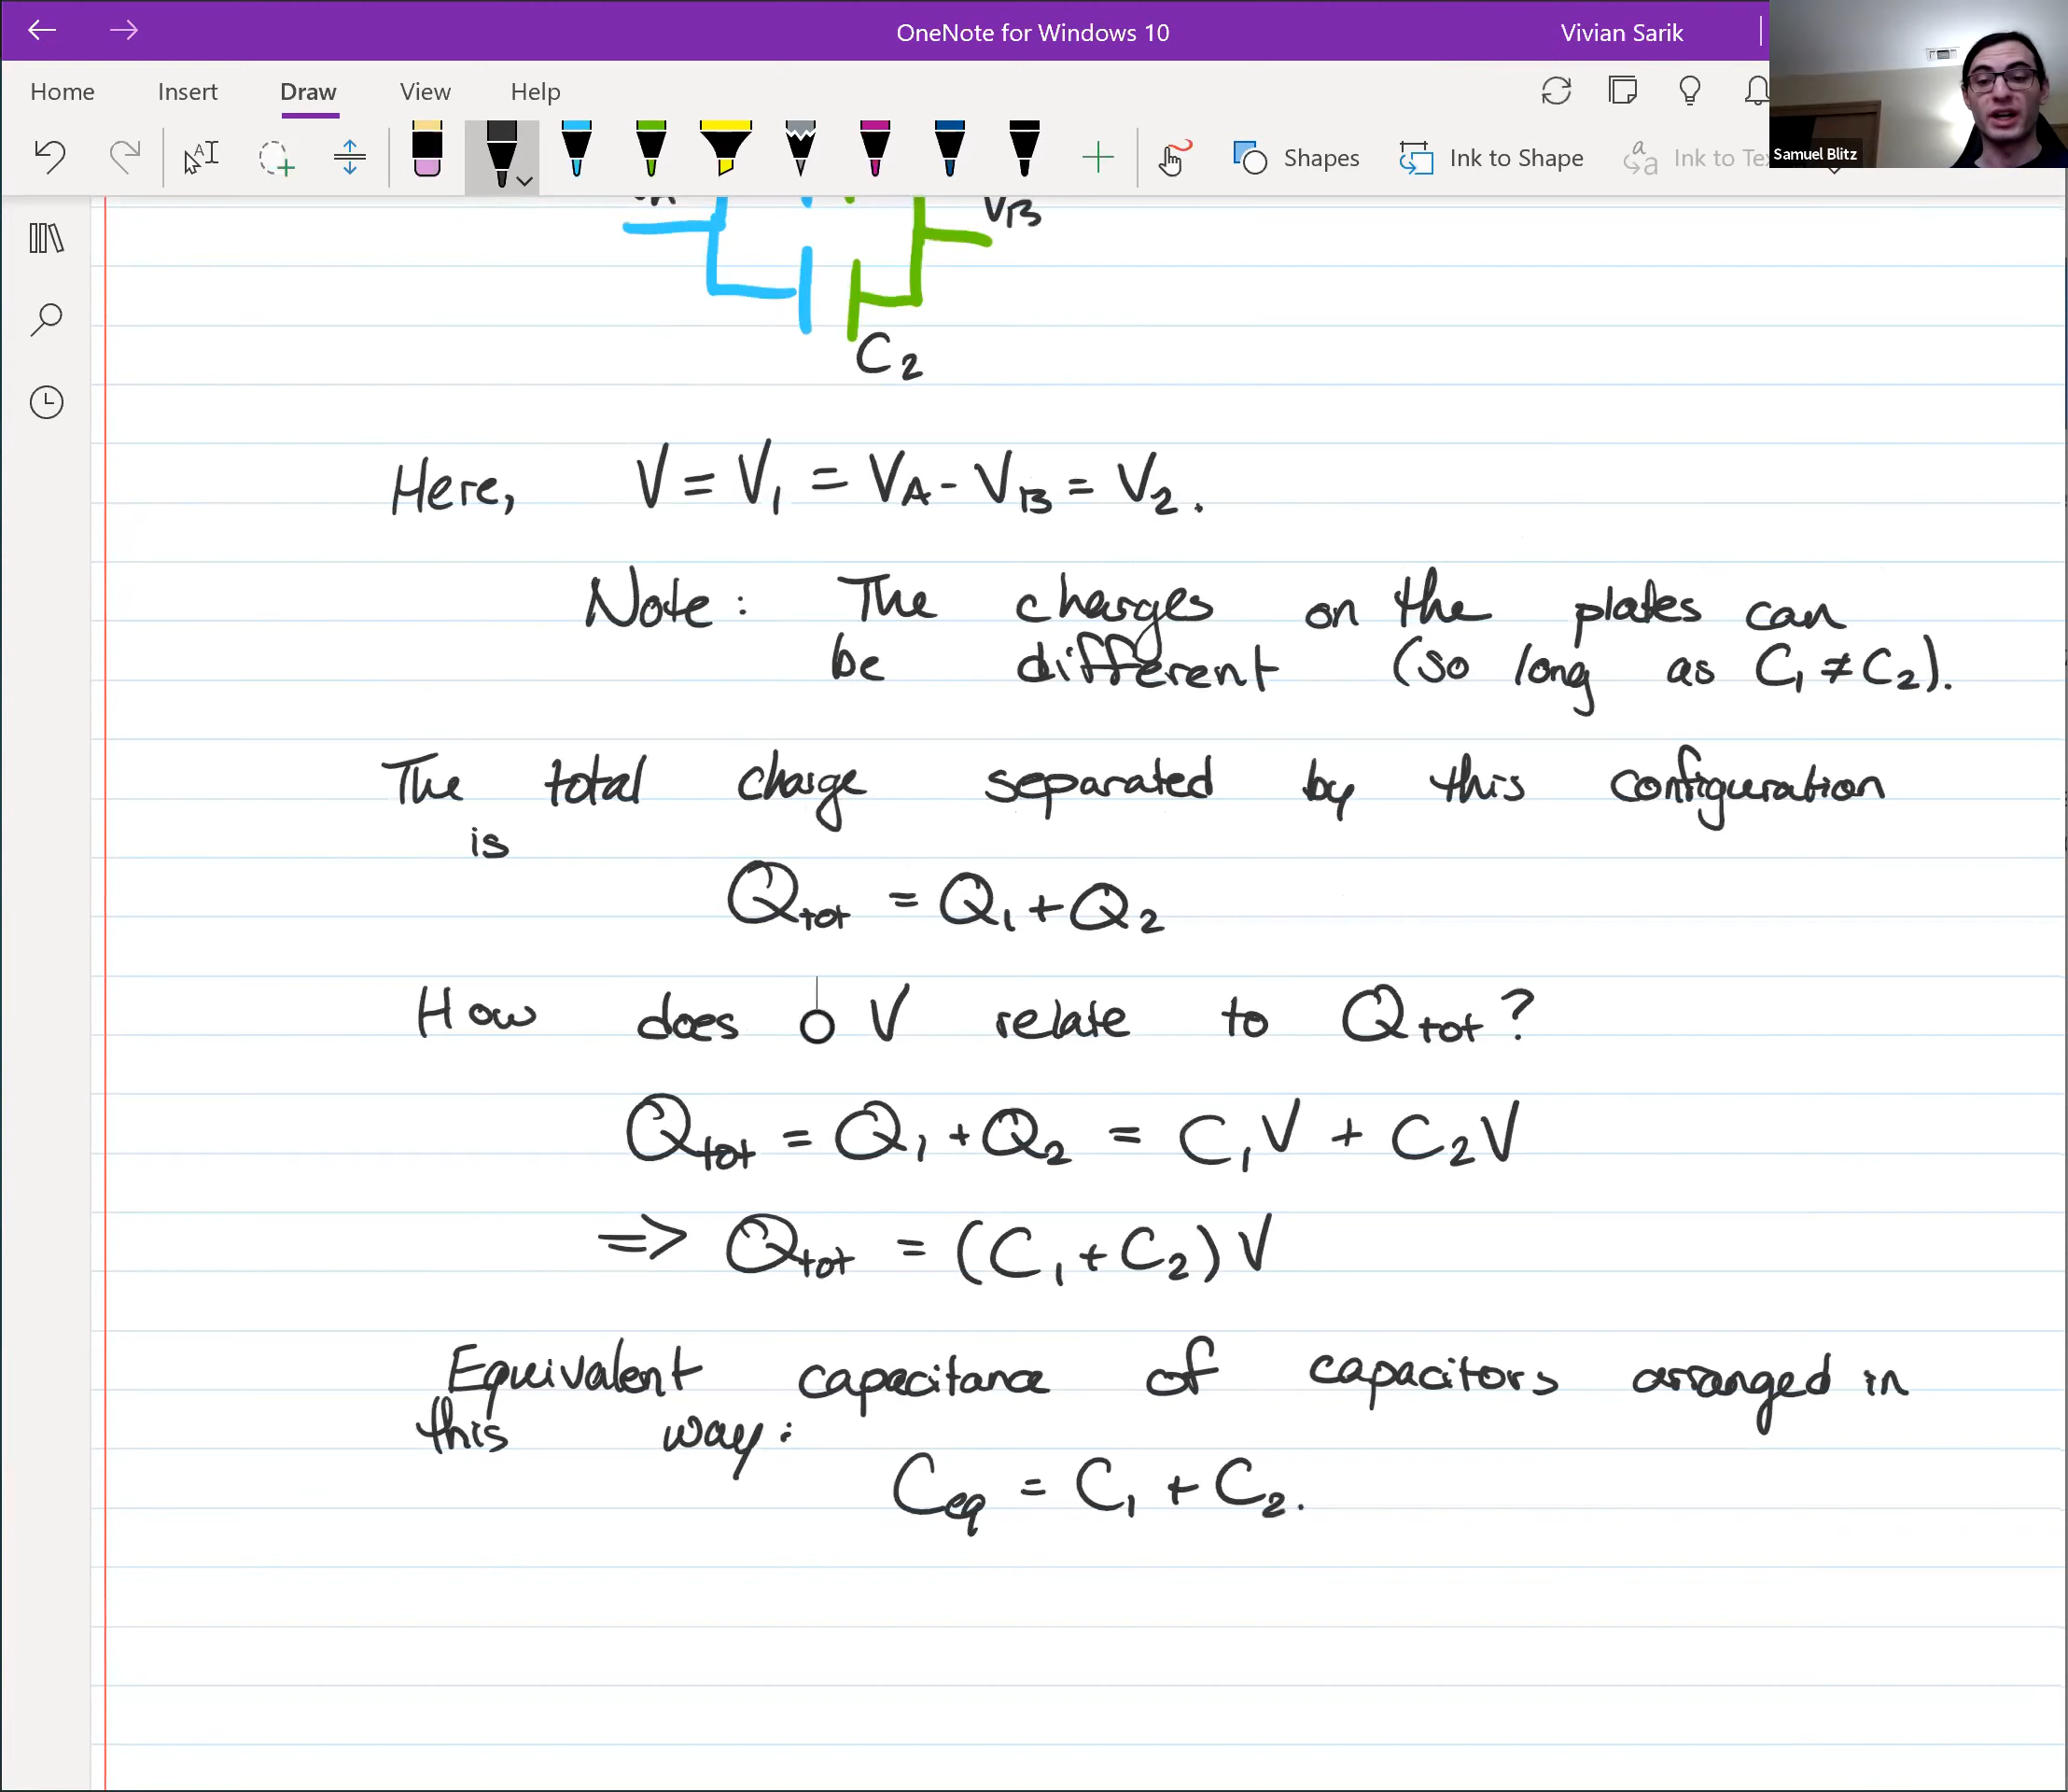 OneNote for Windows 10
Vivian Sarik
Home Insert Draw View Help
Shapes Ink to Shape Ink to Te
Samuel Blitz
VB
C2
Here, V = V1 = VA - VB = V2.
Note: The charges on the plates can
be different (so long as C1 ≠ C2).
The total charge separated by this configuration
is
Qtot = Q1 + Q2
How does V relate to Qtot?
Qtot = Q1 + Q2 = C1V + C2V
=> Qtot = (C1 + C2)V
Equivalent capacitance of capacitors arranged in
this way:
Ceq = C1 + C2.